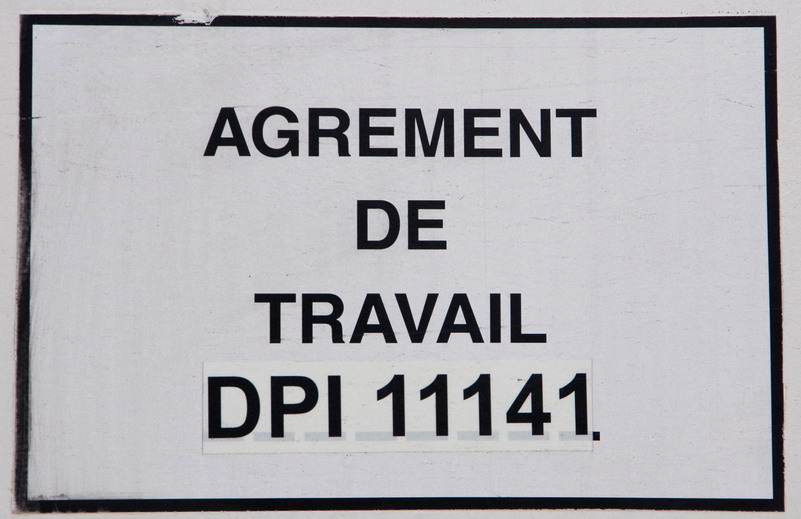 AGREMENT
DE
TRAVAIL
DPI 11141.